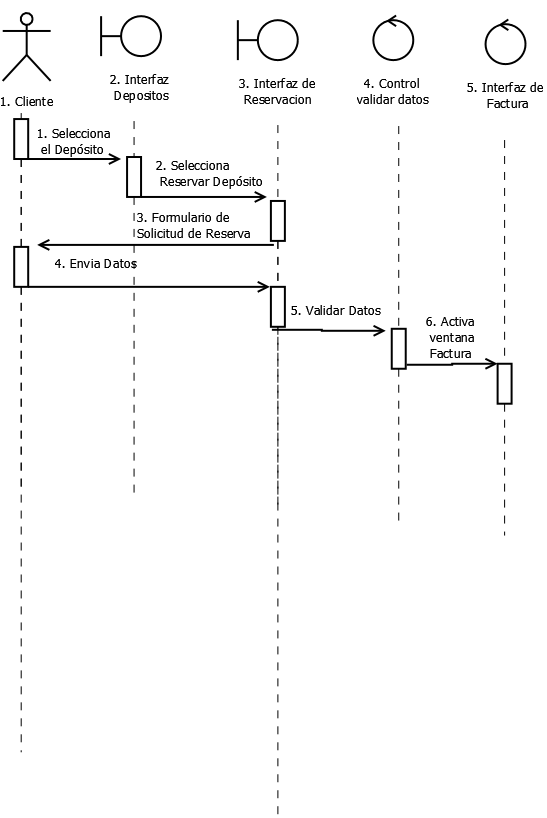 1. Cliente
2. Interfaz
Depositos
3. Interfaz de
Reservacion
4. Control
validar datos
5. Interfaz de
Factura
1. Selecciona
el Depósito
2. Selecciona
Reservar Depósito
3. Formulario de
Solicitud de Reserva
4. Envia Datos
5. Validar Datos
6. Activa
ventana
Factura